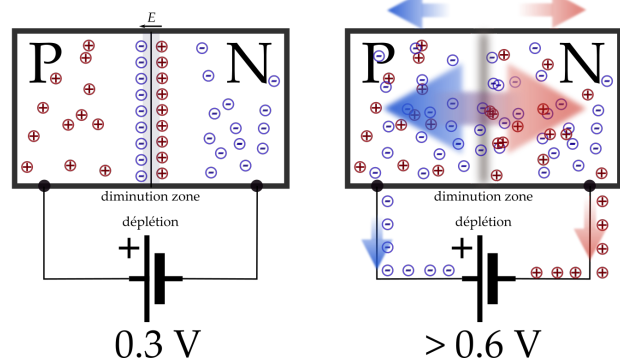 E
P N
P N
diminution zone
déplétion
+
0.3 V
diminution zone
déplétion
+
> 0.6 V